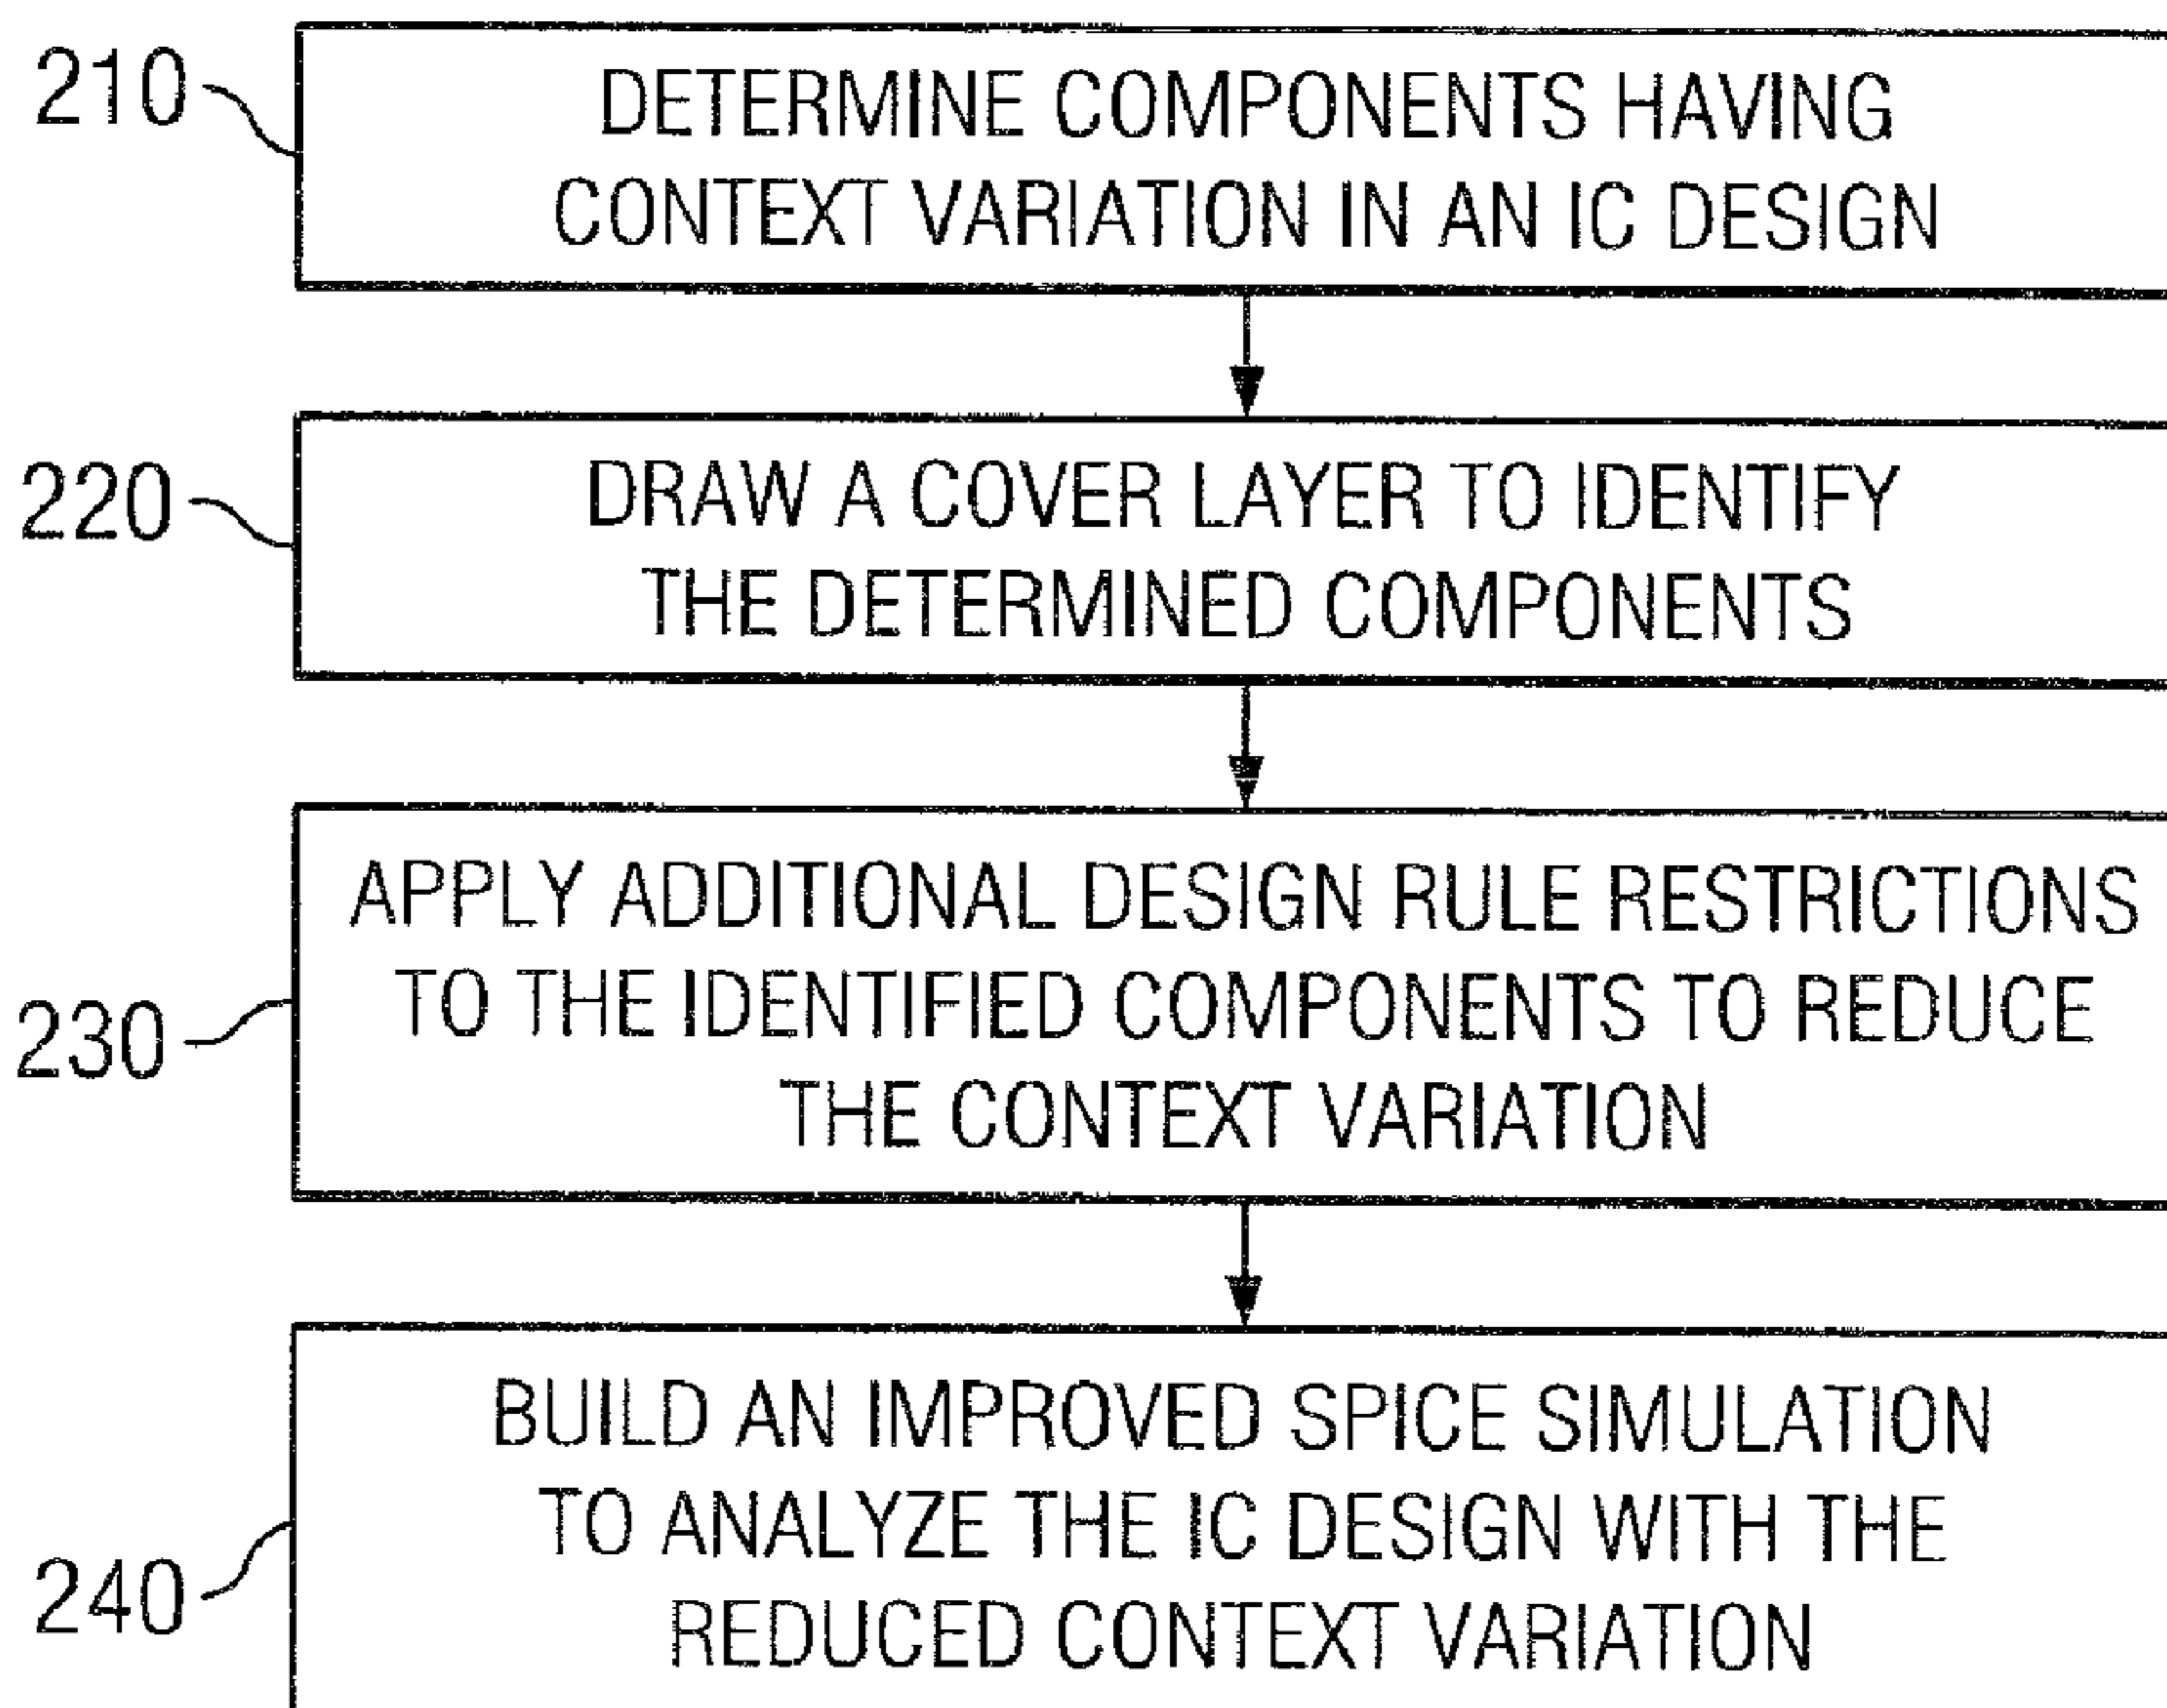 210
DETERMINE COMPONENTS HAVING
CONTEXT VARIATION IN AN IC DESIGN
220
DRAW A COVER LAYER TO IDENTIFY
THE DETERMINED COMPONENTS
230
APPLY ADDITIONAL DESIGN RULE RESTRICTIONS
TO THE IDENTIFIED COMPONENTS TO REDUCE
THE CONTEXT VARIATION
240
BUILD AN IMPROVED SPICE SIMULATION
TO ANALYZE THE IC DESIGN WITH THE
REDUCED CONTEXT VARIATION